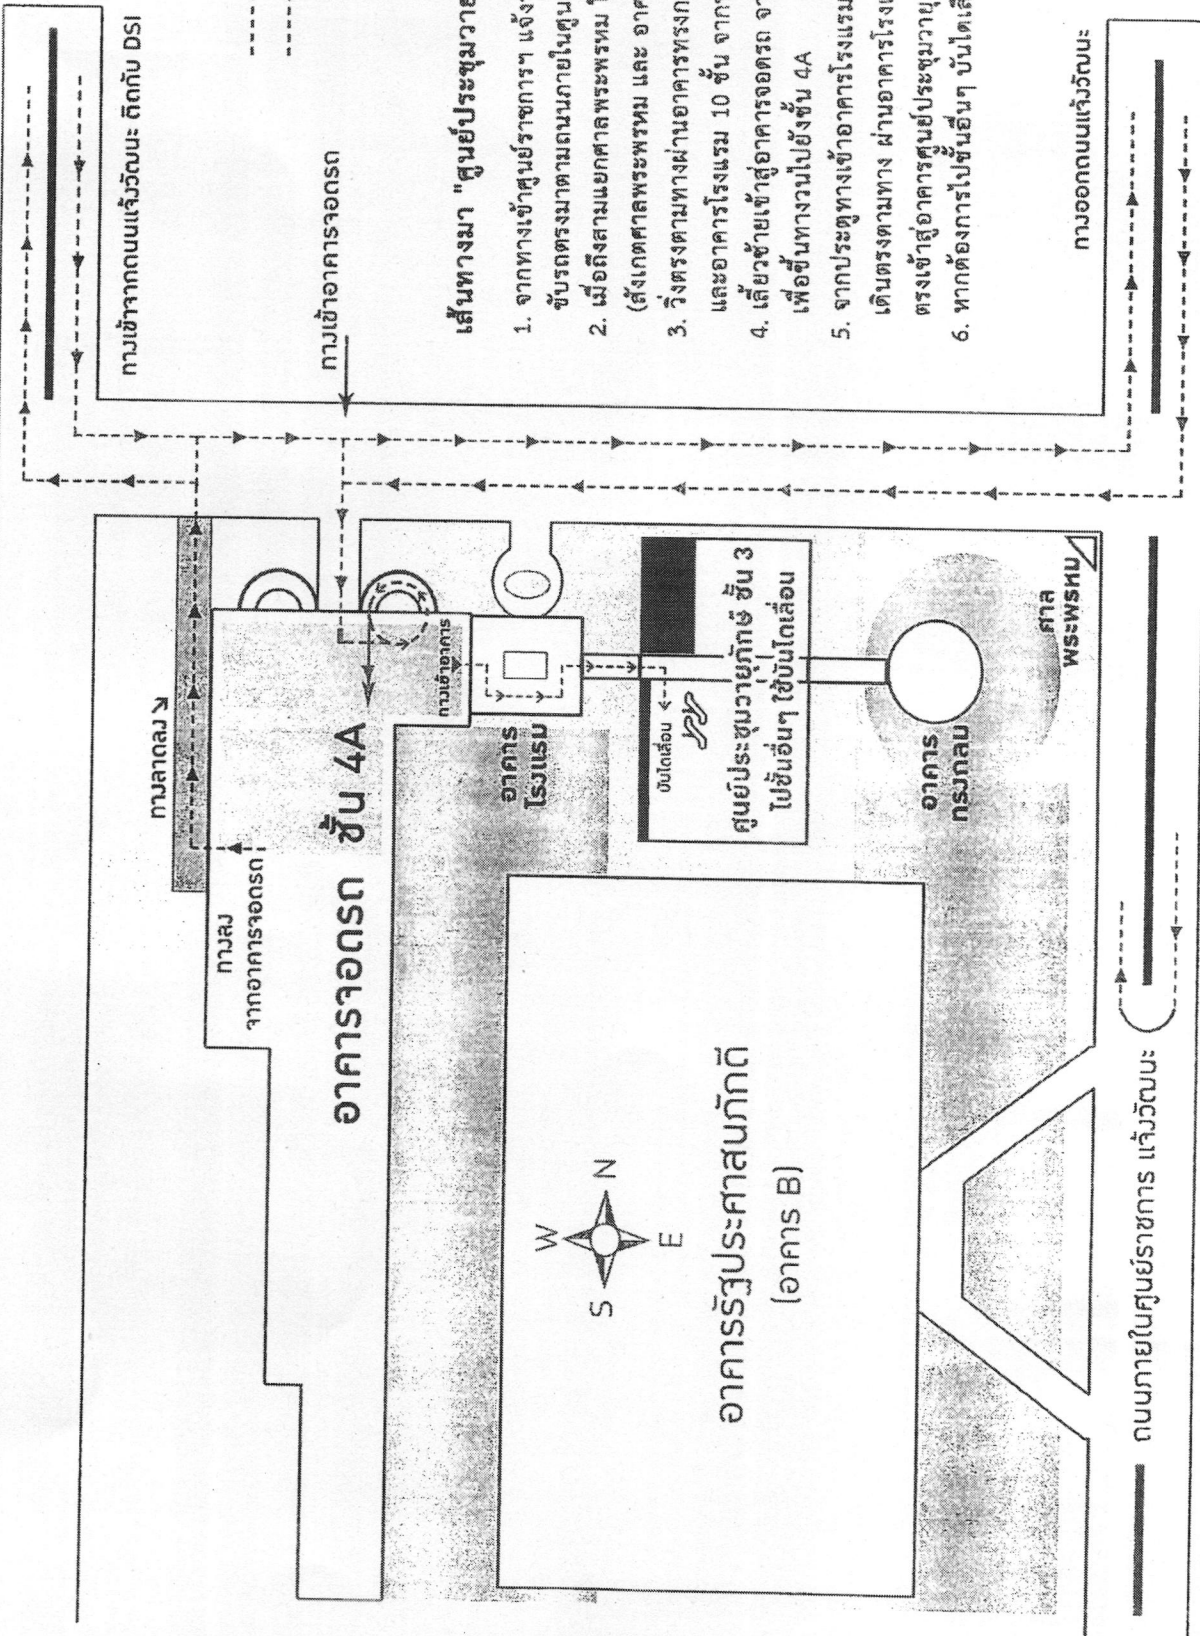 ทางเข้าจากถนนแจ้งวัฒนะ ติดกับ DSI
ทางเข้าอาคารจอดรถ
เส้นทางมา "ศูนย์ประชุมวาย
1. จากทางเข้าศูนย์ราชการฯ แจ้ง
ขับรถตรงมาตามถนนภายในศูน
2. เมื่อถึงสามแยกศาลพระพรหม
(สังเกตศาลพระพรหม และ อาค
3. วิ่งตรงตามทางผ่านอาคารทรงก
และอาคารโรงแรม 10 ชั้น จาก
4. เลี้ยวซ้ายเข้าสู่อาคารจอดรถ จา
เพื่อขึ้นทางวนไปยังชั้น 4A
5. จากประตูทางเข้าอาคารโรงแรม
เดินตรงตามทาง ผ่านอาคารโรงแ
ตรงเข้าสู่อาคารศูนย์ประชุมวายุ
6. หากต้องการไปชั้นอื่นๆ บันไดเลื
ทางออกถนนแจ้งวัฒนะ
ทางลาดลง
ทางลง
จากอาคารจอดรถ
อาคารจอดรถ ชั้น 4A
ทางเข้าอาคาร
อาคาร
โรงแรม
บันไดเลื่อน
ศูนย์ประชุมวายุภักษ์ ชั้น 3
ไปชั้นอื่นๆ ใช้บันไดเลื่อน
อาคาร
ทรงกลม
ศาล
พระพรหม
W
S N
E
อาคารรัฐประศาสนภักดี
(อาคาร B)
ถนนภายในศูนย์ราชการ แจ้งวัฒนะ